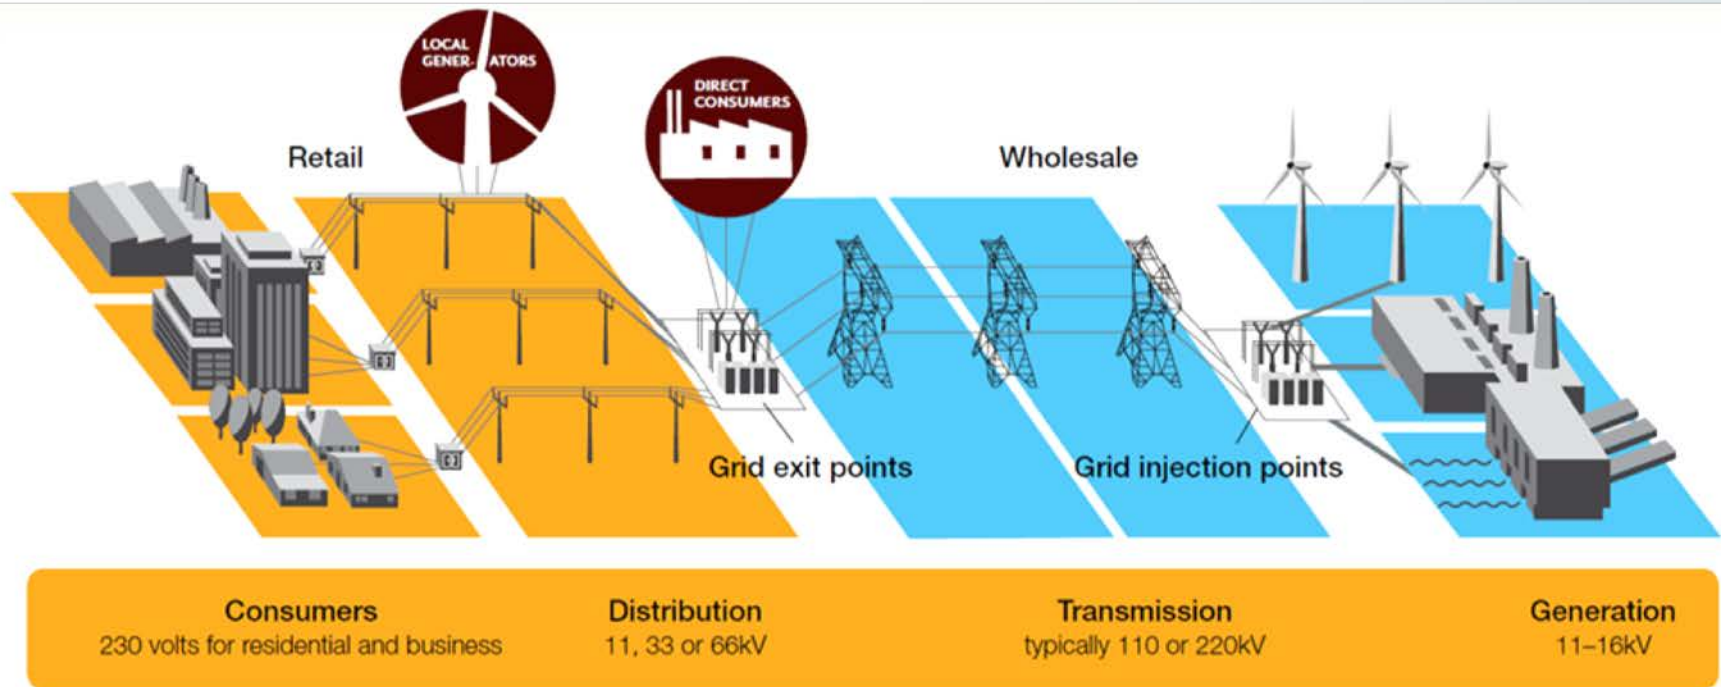 LOCAL
GENER- ATORS
DIRECT
CONSUMERS
Retail
Wholesale
Grid exit points
Grid injection points
Consumers
230 volts for residential and business
Distribution
11, 33 or 66kV
Transmission
typically 110 or 220kV
Generation
11–16kV